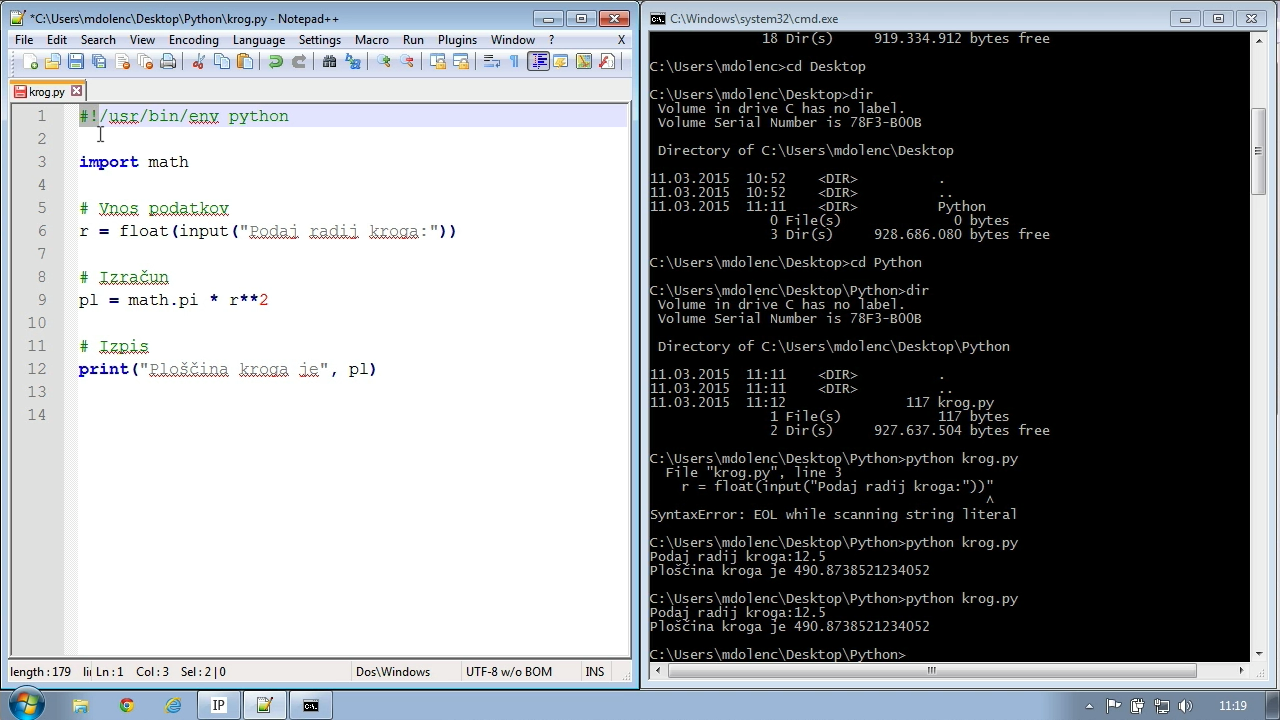 *C:\Users\mdolenc\Desktop\Python\krog.py - Notepad++
File Edit Search View Encoding Language Settings Macro Run Plugins Window ? X
krog.py
1 #!/usr/bin/env python
2
3 import math
4
5 # Vnos podatkov
6 r = float(input("Podaj radij kroga:"))
7
8 # Izračun
9 pl = math.pi * r**2
10
11 # Izpis
12 print("Ploščina kroga je", pl)
13
14
length : 179 li Ln : 1 Col : 3 Sel : 2 | 0 Dos\Windows UTF-8 w/o BOM INS
C:\Windows\system32\cmd.exe
18 Dir(s) 919.334.912 bytes free
C:\Users\mdolenc>cd Desktop
C:\Users\mdolenc\Desktop>dir
Volume in drive C has no label.
Volume Serial Number is 78F3-B00B
Directory of C:\Users\mdolenc\Desktop
11.03.2015 10:52 <DIR> .
11.03.2015 10:52 <DIR> ..
11.03.2015 11:11 <DIR> Python
0 File(s) 0 bytes
3 Dir(s) 928.686.080 bytes free
C:\Users\mdolenc\Desktop>cd Python
C:\Users\mdolenc\Desktop\Python>dir
Volume in drive C has no label.
Volume Serial Number is 78F3-B00B
Directory of C:\Users\mdolenc\Desktop\Python
11.03.2015 11:11 <DIR> .
11.03.2015 11:11 <DIR> ..
11.03.2015 11:12 117 krog.py
1 File(s) 117 bytes
2 Dir(s) 927.637.504 bytes free
C:\Users\mdolenc\Desktop\Python>python krog.py
File "krog.py", line 3
r = float(input("Podaj radij kroga:"))"
^
SyntaxError: EOL while scanning string literal
C:\Users\mdolenc\Desktop\Python>python krog.py
Podaj radij kroga:12.5
Ploščina kroga je 490.8738521234052
C:\Users\mdolenc\Desktop\Python>python krog.py
Podaj radij kroga:12.5
Ploščina kroga je 490.8738521234052
C:\Users\mdolenc\Desktop\Python>
IP
11:19